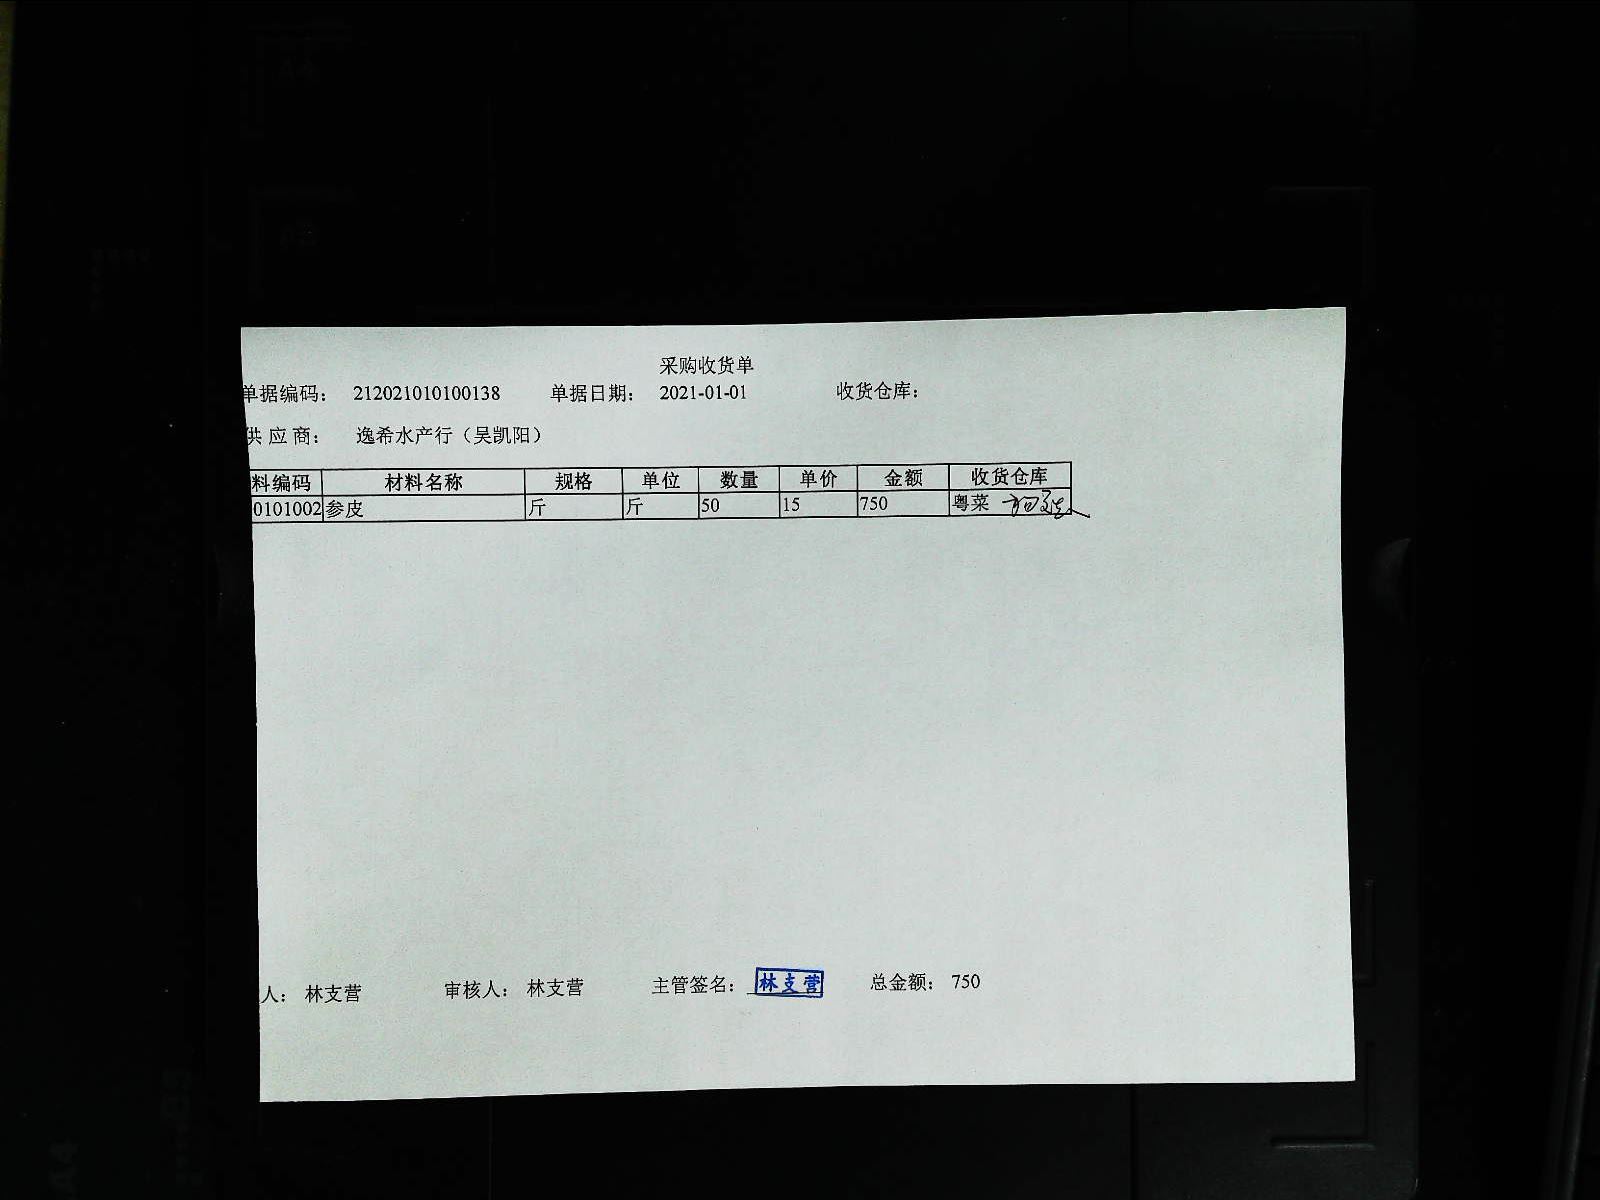 采购收货单
单据编码： 212021010100138 单据日期： 2021-01-01 收货仓库：
供 应 商： 逸希水产行（吴凯阳）
料编码 材料名称 规格 单位 数量 单价 金额 收货仓库
0101002 参皮 斤 斤 50 15 750 粤菜
人： 林支营 审核人： 林支营 主管签名： 林支营 总金额： 750